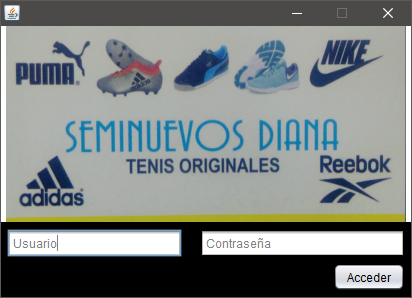 PUMA
NIKE
SEMINUEVOS DIANA
TENIS ORIGINALES
adidas
Reebok
Usuario
Contraseña
Acceder